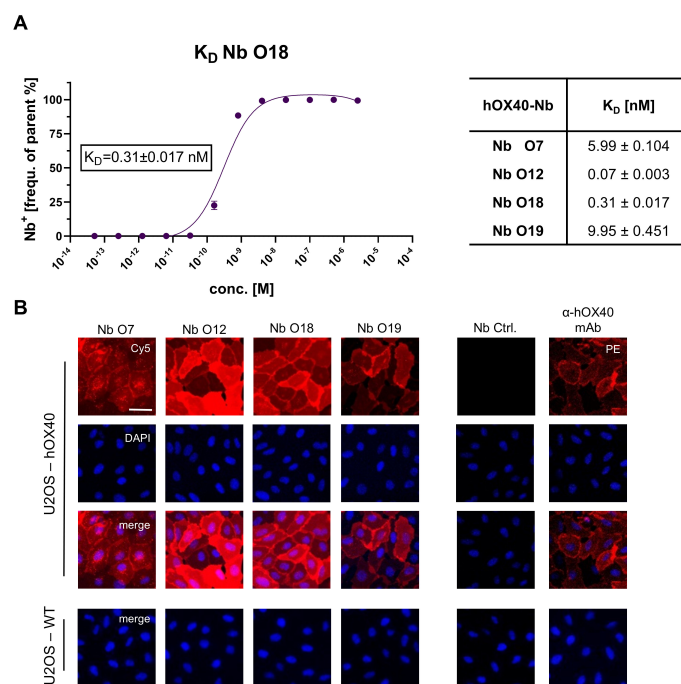 A
K_D Nb O18
Nb⁺ [frequ. of parent %]
100
75
50
25
0
K_D=0.31±0.017 nM
10⁻¹⁴ 10⁻¹³ 10⁻¹² 10⁻¹¹ 10⁻¹⁰ 10⁻⁹ 10⁻⁸ 10⁻⁷ 10⁻⁶ 10⁻⁵ 10⁻⁴
conc. [M]
hOX40-Nb K_D [nM]
Nb O7 5.99 ± 0.104
Nb O12 0.07 ± 0.003
Nb O18 0.31 ± 0.017
Nb O19 9.95 ± 0.451
B
Nb O7 Nb O12 Nb O18 Nb O19 Nb Ctrl. α-hOX40
mAb
U2OS – hOX40
Cy5 PE
DAPI
merge
U2OS – WT
merge